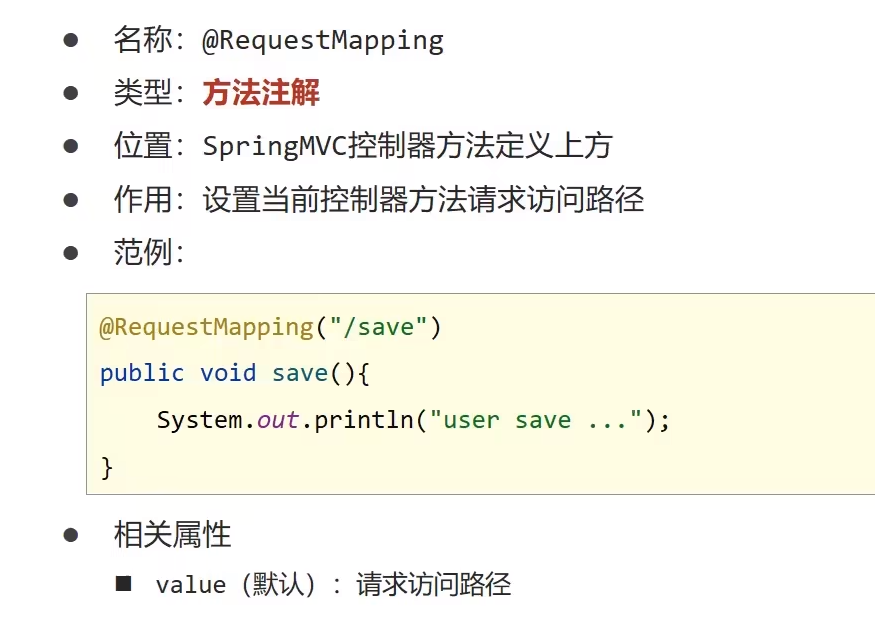 ● 名称：@RequestMapping
● 类型：方法注解
● 位置：SpringMVC控制器方法定义上方
● 作用：设置当前控制器方法请求访问路径
● 范例：
@RequestMapping("/save")
public void save(){
    System.out.println("user save ...");
}
● 相关属性
■ value（默认）：请求访问路径